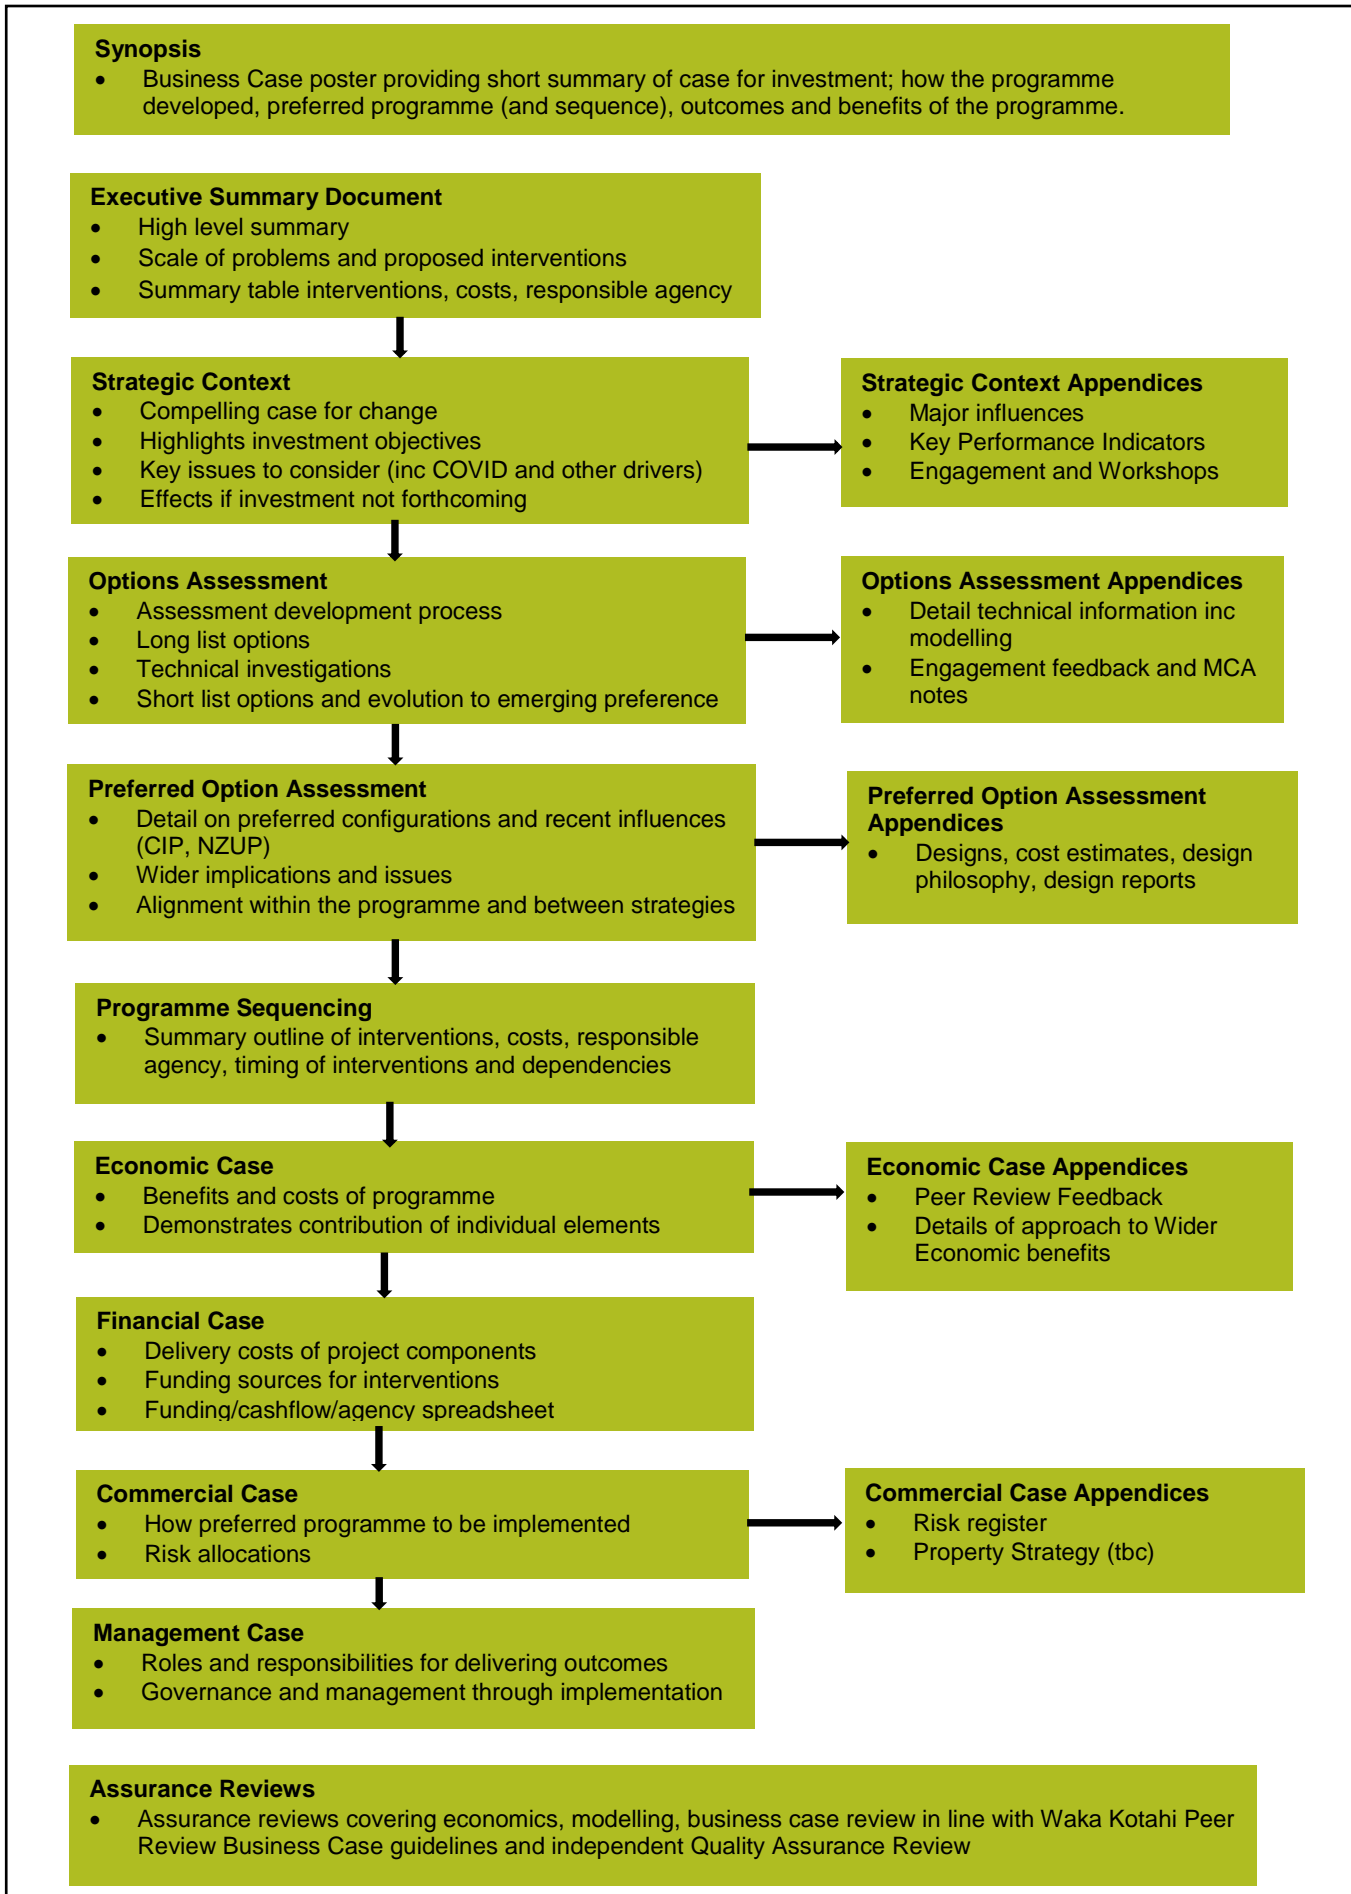 Synopsis
• Business Case poster providing short summary of case for investment; how the programme
developed, preferred programme (and sequence), outcomes and benefits of the programme.
Executive Summary Document
• High level summary
• Scale of problems and proposed interventions
• Summary table interventions, costs, responsible agency
Strategic Context
• Compelling case for change
• Highlights investment objectives
• Key issues to consider (inc COVID and other drivers)
• Effects if investment not forthcoming
Strategic Context Appendices
• Major influences
• Key Performance Indicators
• Engagement and Workshops
Options Assessment
• Assessment development process
• Long list options
• Technical investigations
• Short list options and evolution to emerging preference
Options Assessment Appendices
• Detail technical information inc
modelling
• Engagement feedback and MCA
notes
Preferred Option Assessment
• Detail on preferred configurations and recent influences
(CIP, NZUP)
• Wider implications and issues
• Alignment within the programme and between strategies
Preferred Option Assessment
Appendices
• Designs, cost estimates, design
philosophy, design reports
Programme Sequencing
• Summary outline of interventions, costs, responsible
agency, timing of interventions and dependencies
Economic Case
• Benefits and costs of programme
• Demonstrates contribution of individual elements
Economic Case Appendices
• Peer Review Feedback
• Details of approach to Wider
Economic benefits
Financial Case
• Delivery costs of project components
• Funding sources for interventions
• Funding/cashflow/agency spreadsheet
Commercial Case
• How preferred programme to be implemented
• Risk allocations
Commercial Case Appendices
• Risk register
• Property Strategy (tbc)
Management Case
• Roles and responsibilities for delivering outcomes
• Governance and management through implementation
Assurance Reviews
• Assurance reviews covering economics, modelling, business case review in line with Waka Kotahi Peer
Review Business Case guidelines and independent Quality Assurance Review